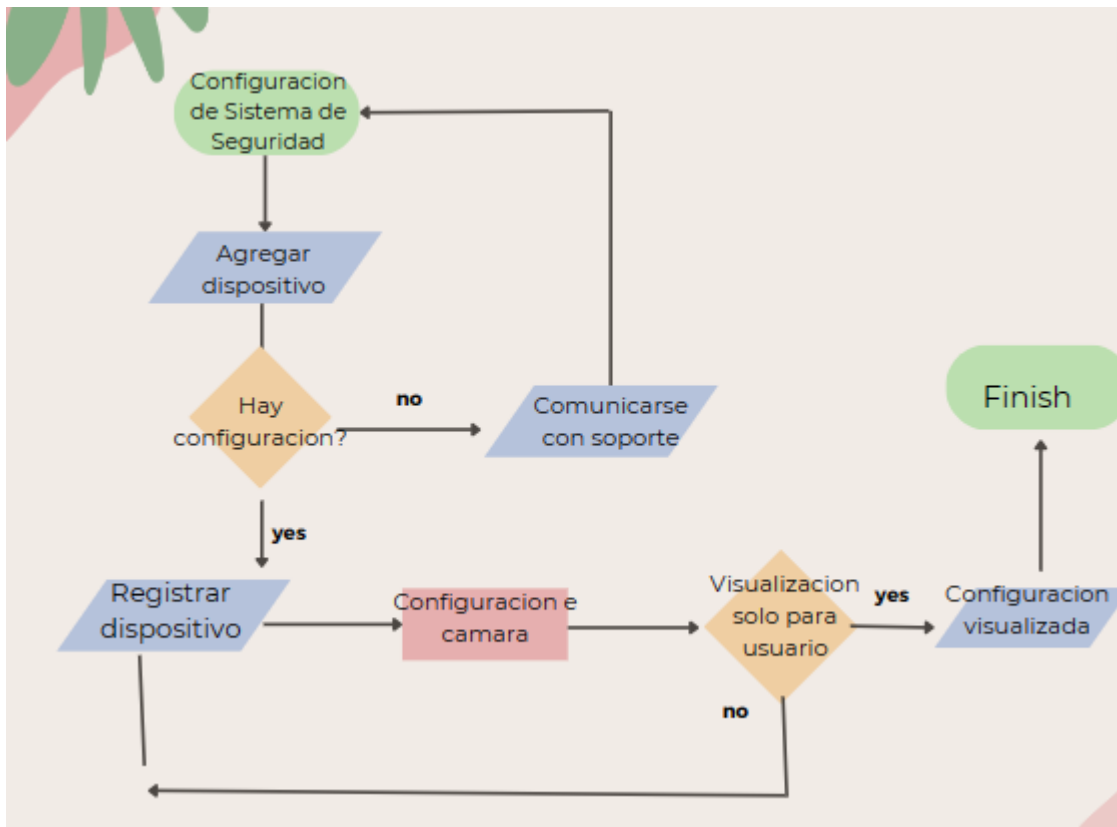 Configuracion
de Sistema de
Seguridad
Agregar
dispositivo
Hay
configuracion?
no
Comunicarse
con soporte
Finish
yes
Registrar
dispositivo
Configuracion e
camara
Visualizacion
solo para
usuario
yes
Configuracion
visualizada
no